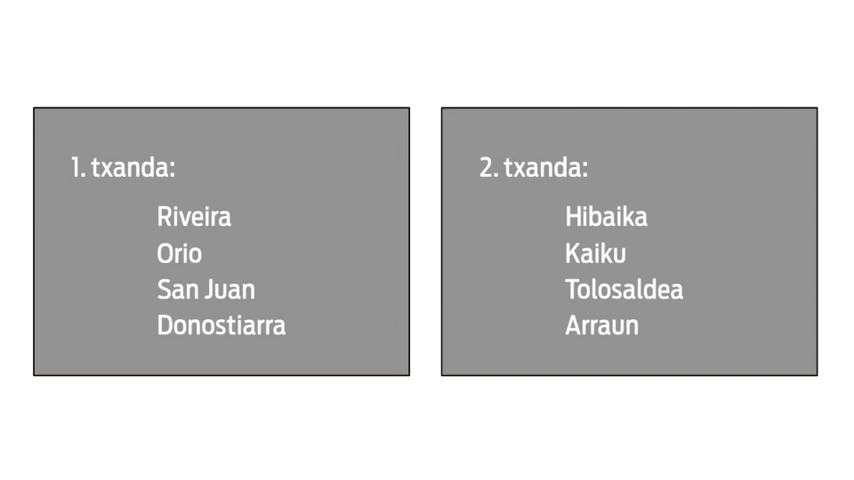 1. txanda:
Riveira
Orio
San Juan
Donostiarra
2. txanda:
Hibaika
Kaiku
Tolosaldea
Arraun